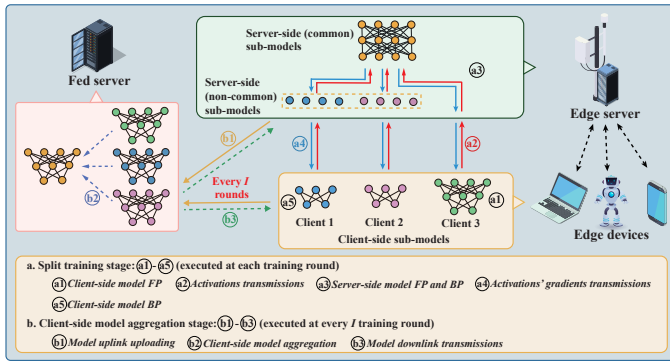 Fed server
Server-side (common)
sub-models
Server-side
(non-common)
sub-models
a3
Edge server
b1
a4
a2
b2
Every I
rounds
b3
a5
a1
Client 1
Client 2
Client 3
Client-side sub-models
Edge devices
a. Split training stage: a1 - a5 (executed at each training round)
a1 Client-side model FP a2 Activations transmissions a3 Server-side model FP and BP a4 Activations' gradients transmissions
a5 Client-side model BP
b. Client-side model aggregation stage: b1 - b3 (executed at every I training round)
b1 Model uplink uploading b2 Client-side model aggregation b3 Model downlink transmissions